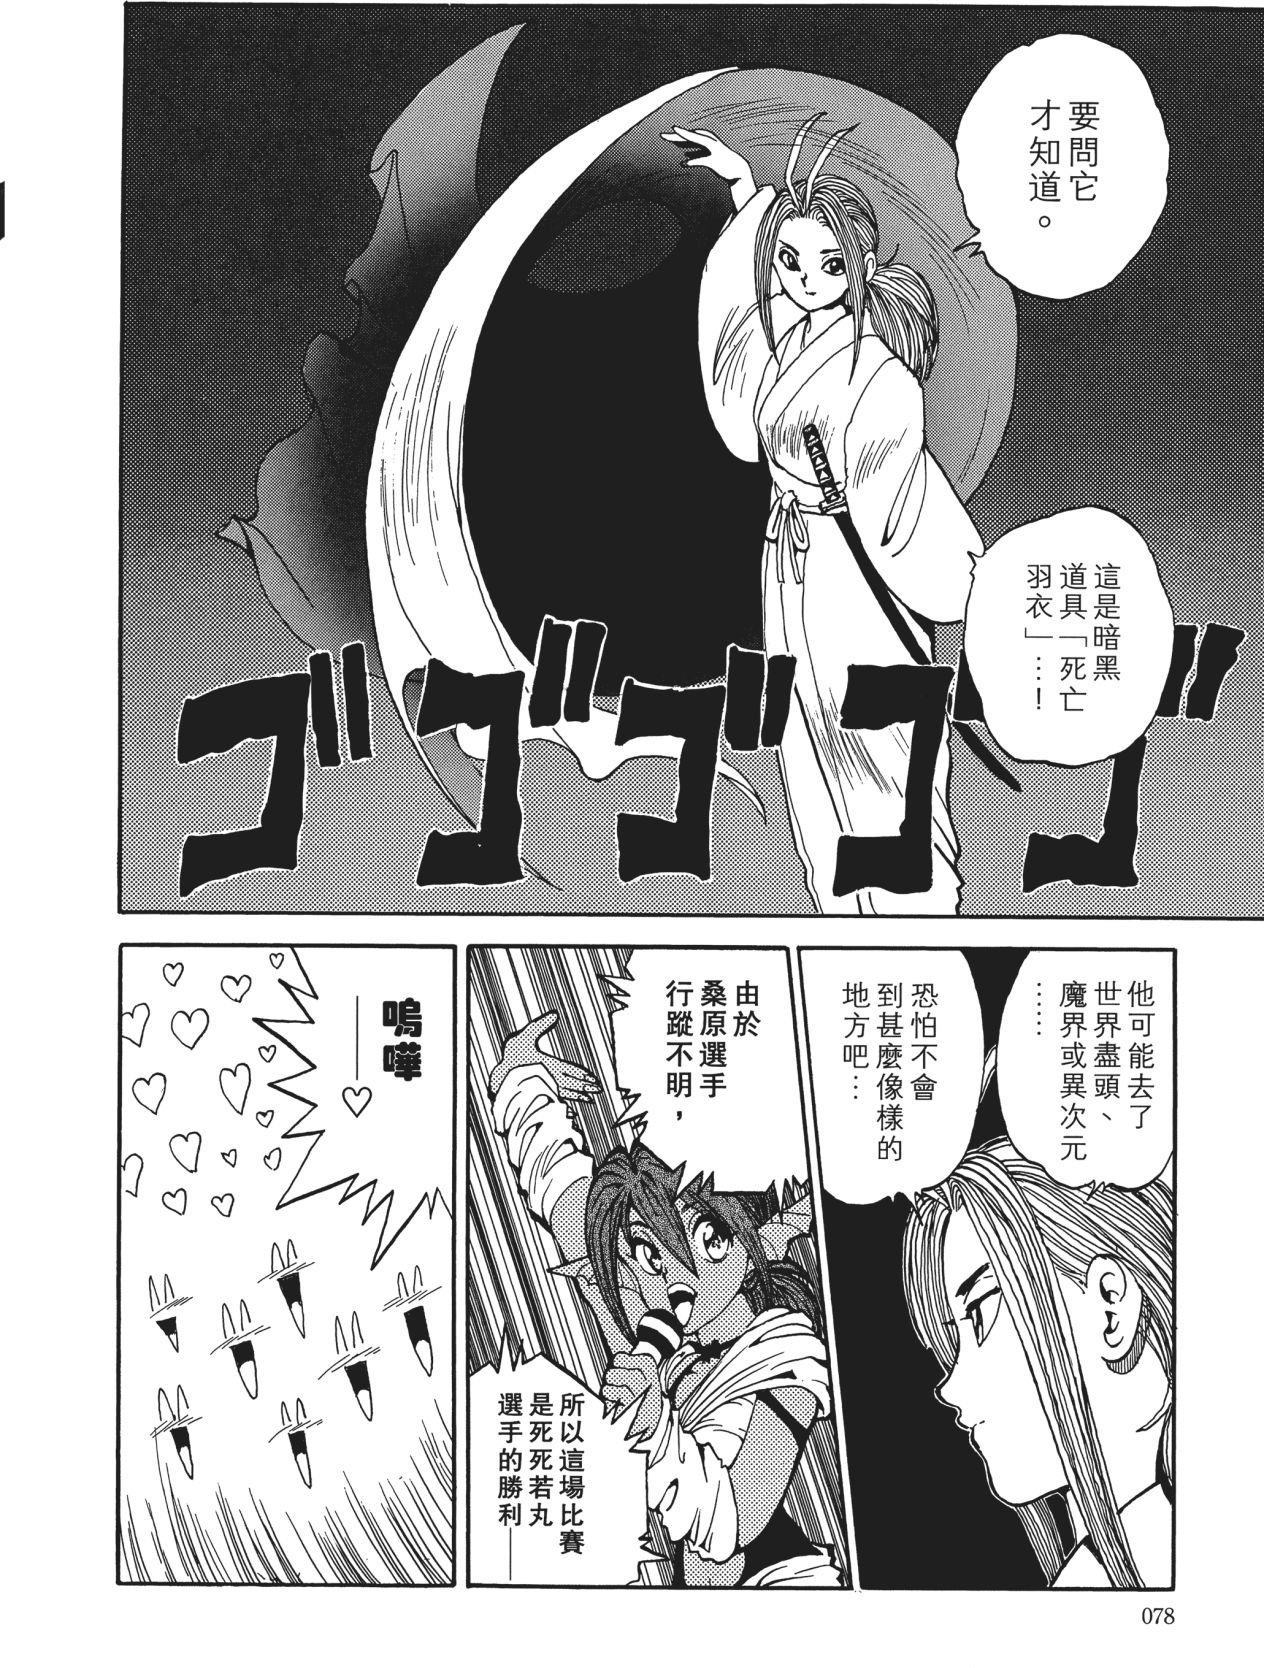 要問它
才知道。
這是暗黑
道具「死亡
羽衣」…！
ゴゴゴゴゴ
他可能去了
世界盡頭、
魔界或異次元
……
恐怕不會
到甚麼像樣的
地方吧…
由於
桑原選手
行蹤不明，
所以這場比賽
是死死若丸
選手的勝利——
嗚嘩——♡
078